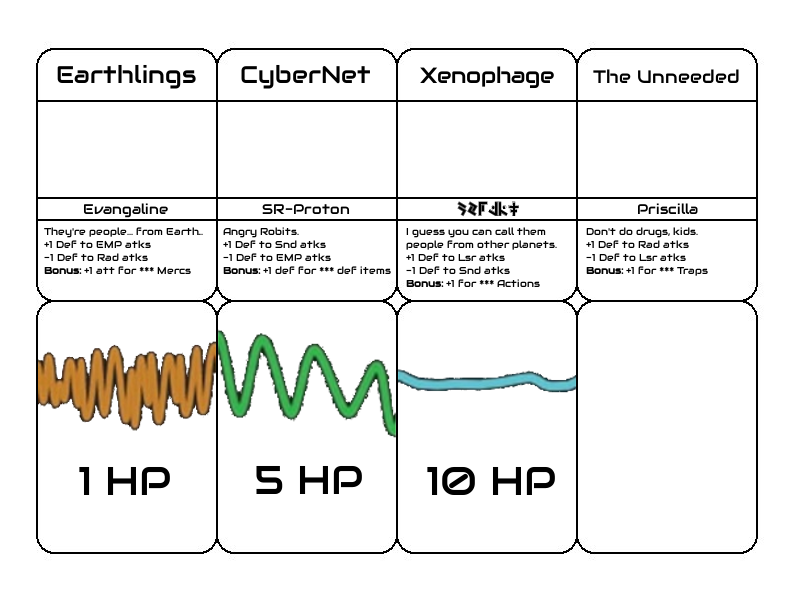 Earthlings
CyberNet
Xenophage
The Unneeded
Evangaline
SR-Proton
Priscilla
They're people... from Earth..
+1 Def to EMP atks
-1 Def to Rad atks
Bonus: +1 att for *** Mercs
Angry Robits.
+1 Def to Snd atks
-1 Def to EMP atks
Bonus: +1 def for *** def items
I guess you can call them
people from other planets.
+1 Def to Lsr atks
-1 Def to Snd atks
Bonus: +1 for *** Actions
Don't do drugs, kids.
+1 Def to Rad atks
-1 Def to Lsr atks
Bonus: +1 for *** Traps
1 HP
5 HP
10 HP